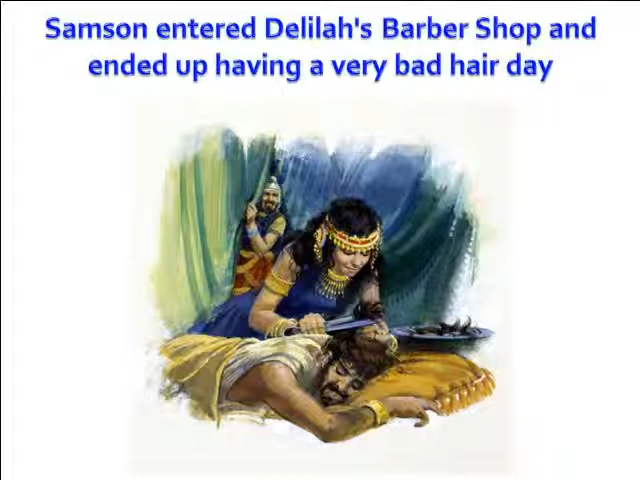 Samson entered Delilah's Barber Shop and
ended up having a very bad hair day